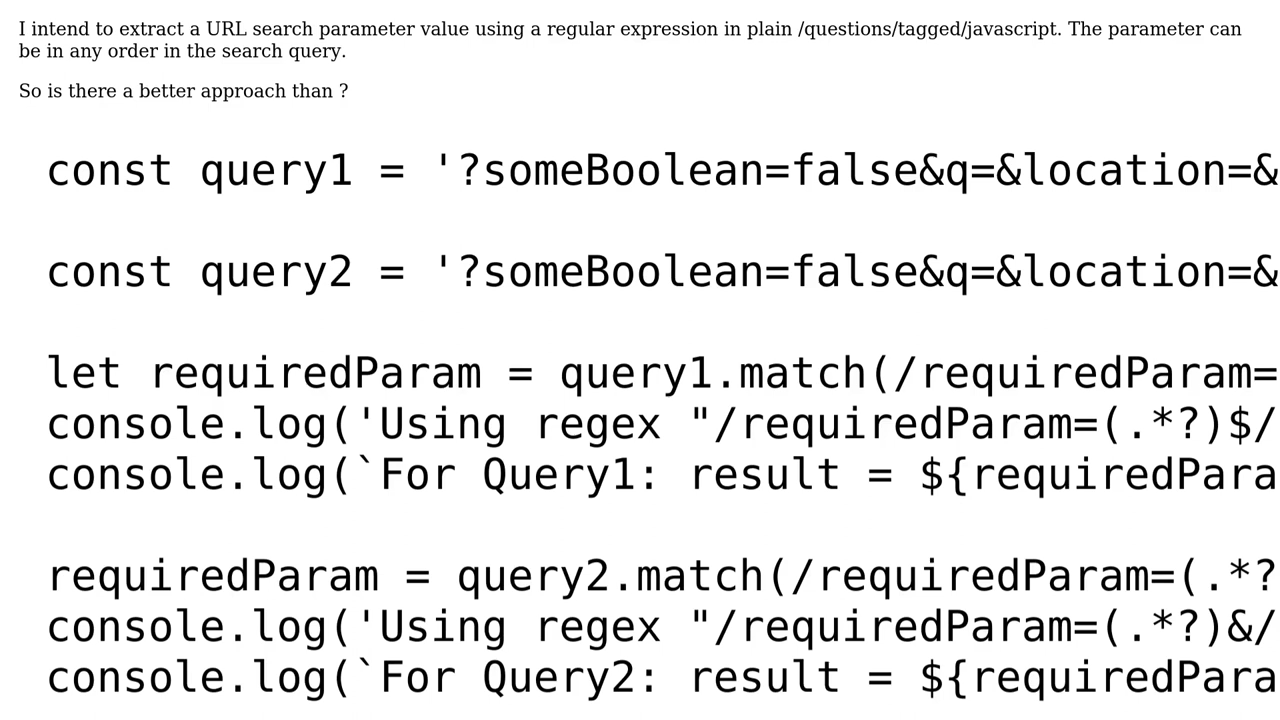 I intend to extract a URL search parameter value using a regular expression in plain /questions/tagged/javascript. The parameter can
be in any order in the search query.
So is there a better approach than ?
const query1 = '?someBoolean=false&q=&location=&
const query2 = '?someBoolean=false&q=&location=&
let requiredParam = query1.match(/requiredParam=
console.log('Using regex "/requiredParam=(.*?)$/
console.log(`For Query1: result = ${requiredPara
requiredParam = query2.match(/requiredParam=(.*?
console.log('Using regex "/requiredParam=(.*?)&/
console.log(`For Query2: result = ${requiredPara